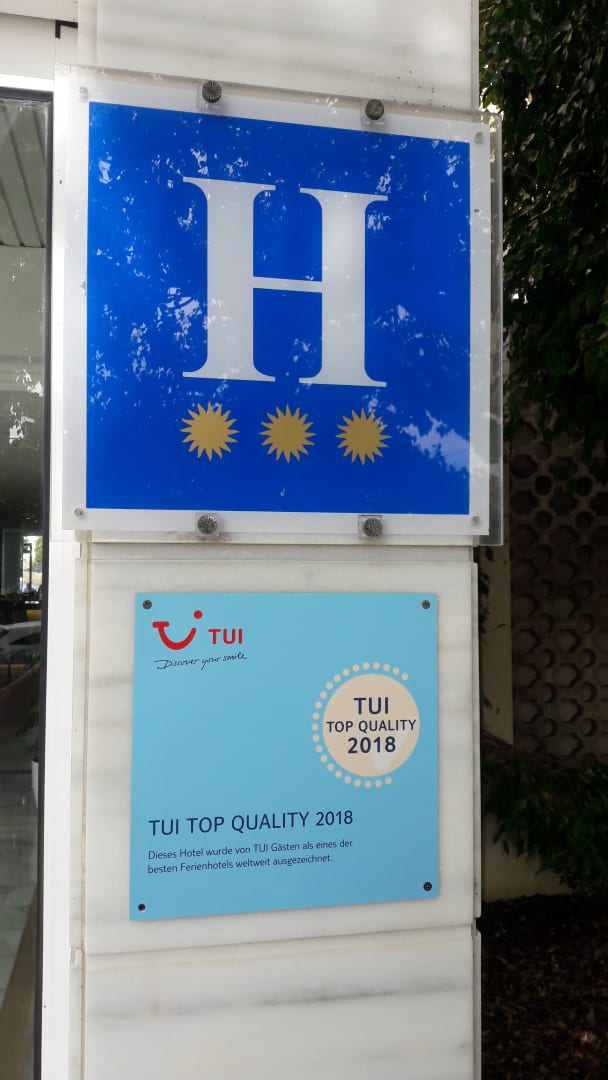 H
TUI
Discover your smile
TUI
TOP QUALITY
2018
TUI TOP QUALITY 2018
Dieses Hotel wurde von TUI Gästen als eines der
besten Ferienhotels weltweit ausgezeichnet.